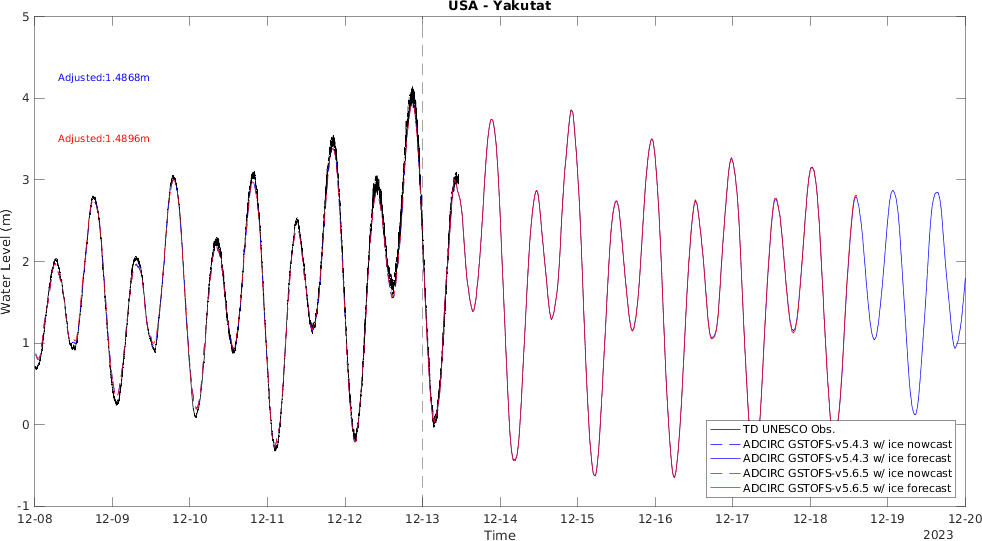 USA - Yakutat
5
4
3
2
1
0
-1
Water Level (m)
Adjusted:1.4868m
Adjusted:1.4896m
TD UNESCO Obs.
ADCIRC GSTOFS-v5.4.3 w/ ice nowcast
ADCIRC GSTOFS-v5.4.3 w/ ice forecast
ADCIRC GSTOFS-v5.6.5 w/ ice nowcast
ADCIRC GSTOFS-v5.6.5 w/ ice forecast
12-08 12-09 12-10 12-11 12-12 12-13 12-14 12-15 12-16 12-17 12-18 12-19 12-20
Time
2023